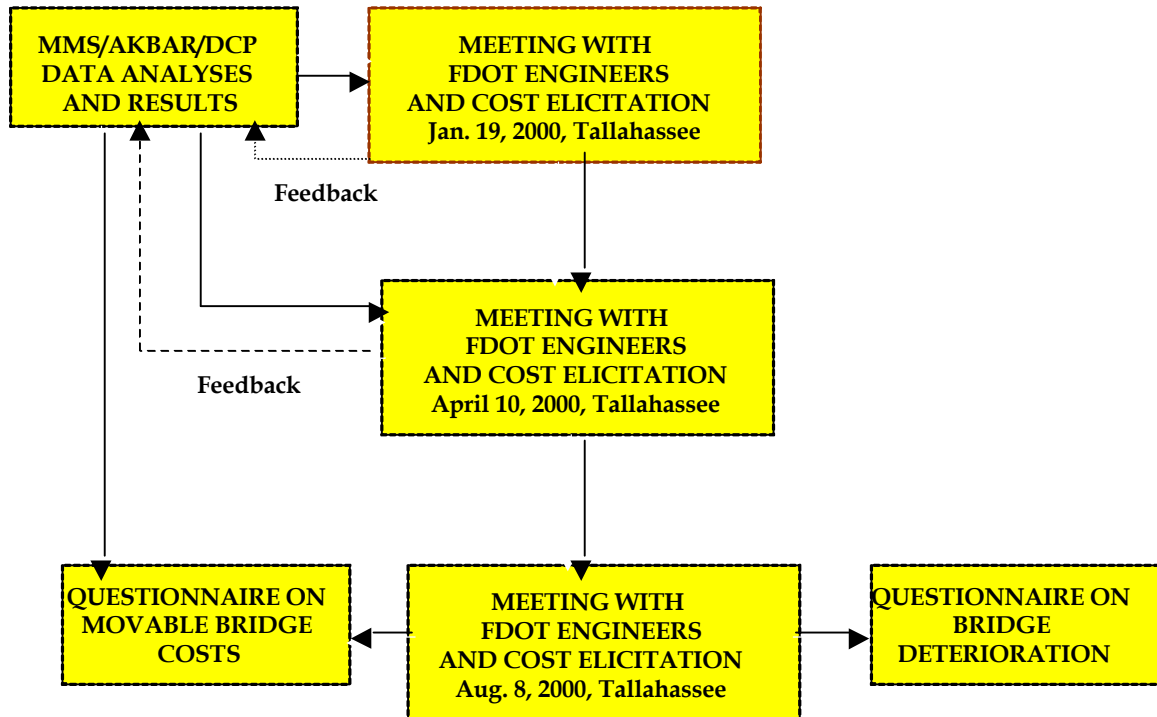 MMS/AKBAR/DCP
DATA ANALYSES
AND RESULTS
MEETING WITH
FDOT ENGINEERS
AND COST ELICITATION
Jan. 19, 2000, Tallahassee
Feedback
MEETING WITH
FDOT ENGINEERS
AND COST ELICITATION
April 10, 2000, Tallahassee
Feedback
QUESTIONNAIRE ON
MOVABLE BRIDGE
COSTS
MEETING WITH
FDOT ENGINEERS
AND COST ELICITATION
Aug. 8, 2000, Tallahassee
QUESTIONNAIRE ON
BRIDGE
DETERIORATION